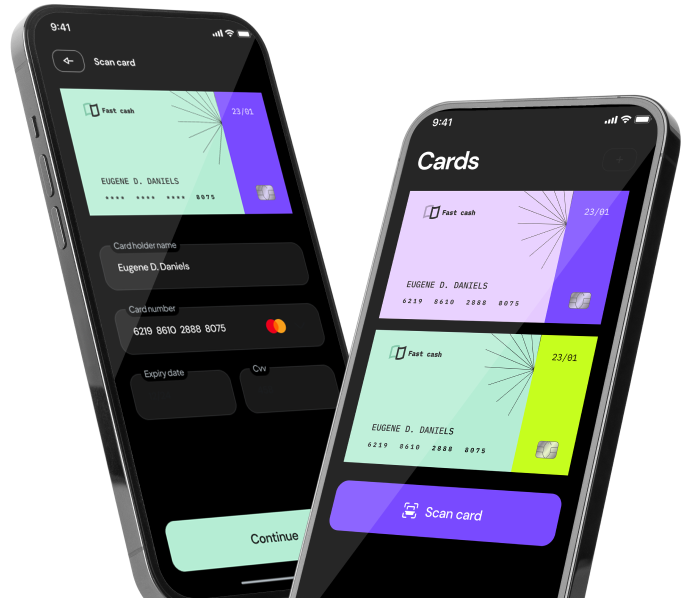 9:41
Scan card
Fast cash
23/01
EUGENE D. DANIELS
**** **** **** 8075
Card holder name
Eugene D. Daniels
Card number
6219 8610 2888 8075
Expiry date
Cvv
Continue
9:41
Cards
Fast cash
23/01
EUGENE D. DANIELS
6219 8610 2888 8075
Fast cash
23/01
EUGENE D. DANIELS
6219 8610 2888 8075
Scan card